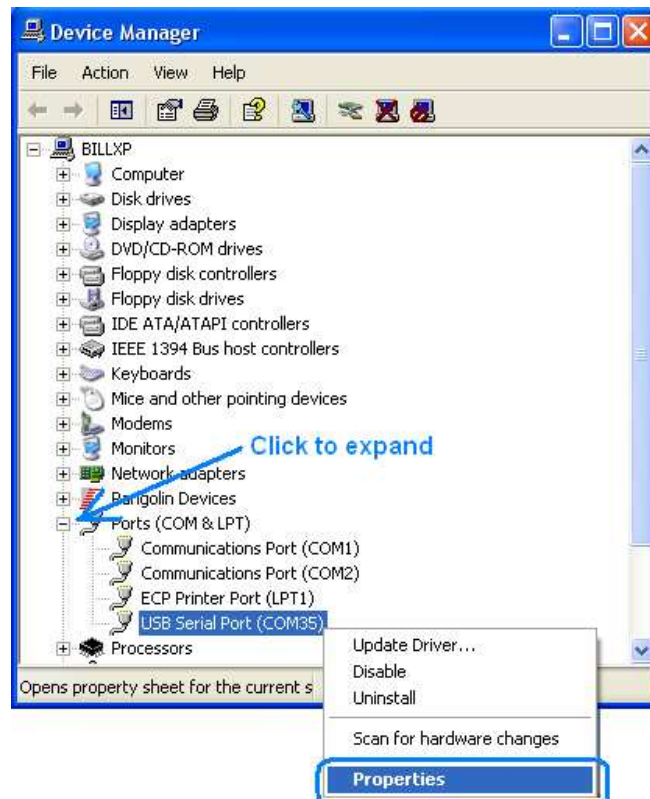 Device Manager
File Action View Help
BILLXP
Computer
Disk drives
Display adapters
DVD/CD-ROM drives
Floppy disk controllers
Floppy disk drives
IDE ATA/ATAPI controllers
IEEE 1394 Bus host controllers
Keyboards
Mice and other pointing devices
Modems
Monitors
Click to expand
Network adapters
Pangolin Devices
Ports (COM & LPT)
Communications Port (COM1)
Communications Port (COM2)
ECP Printer Port (LPT1)
USB Serial Port (COM35)
Processors
Opens property sheet for the current s
Update Driver...
Disable
Uninstall
Scan for hardware changes
Properties